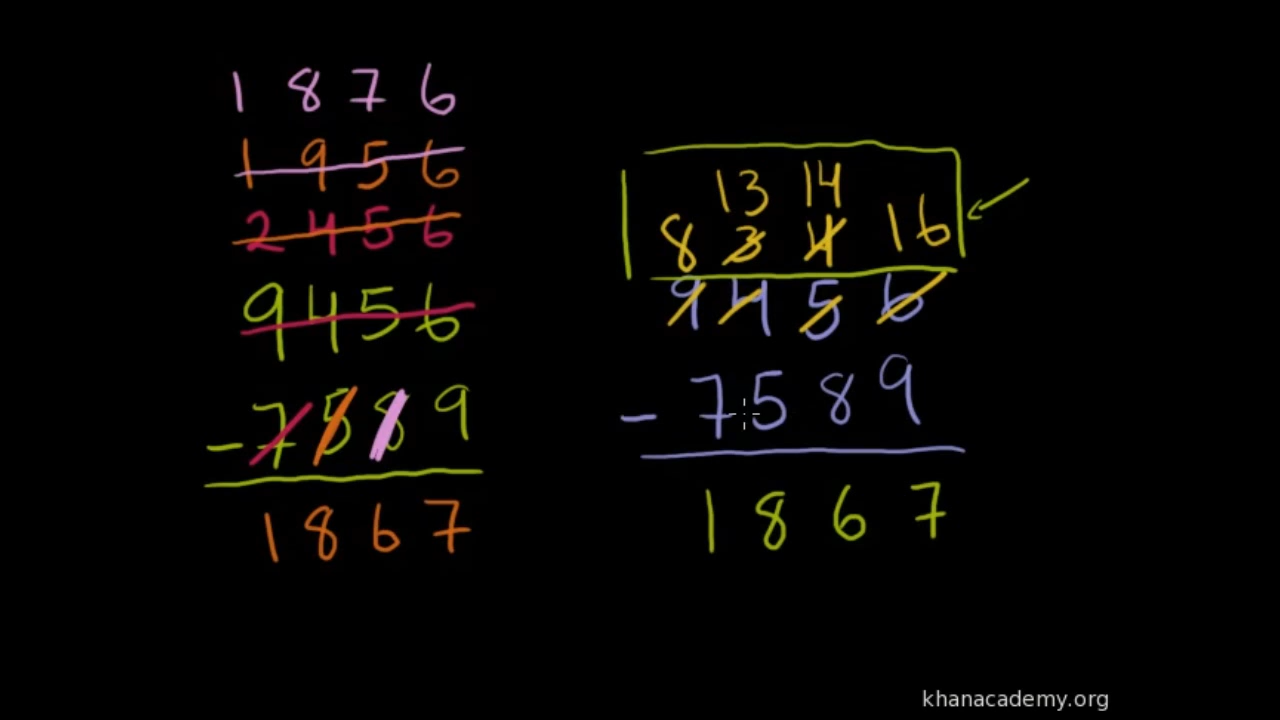 1 8 7 6
1 9 5 6
2 4 5 6
9 4 5 6
- 7 5 8 9
1 8 6 7
13 14
8 3 4 16
9 4 5 6
- 7 5 8 9
1 8 6 7
khanacademy.org